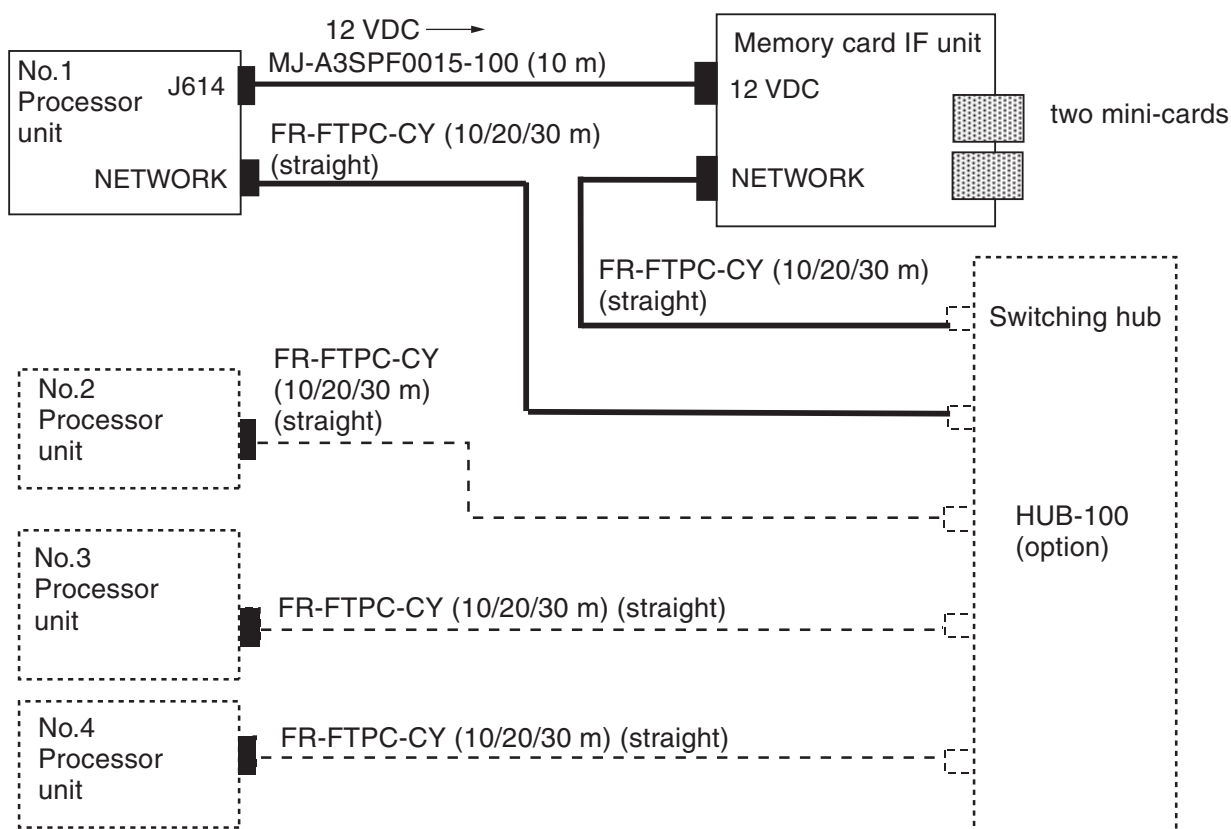 12 VDC
MJ-A3SPF0015-100 (10 m)
No.1
Processor
unit
J614
NETWORK
FR-FTPC-CY (10/20/30 m)
(straight)
Memory card IF unit
12 VDC
NETWORK
two mini-cards
FR-FTPC-CY (10/20/30 m)
(straight)
Switching hub
No.2
Processor
unit
FR-FTPC-CY
(10/20/30 m)
(straight)
HUB-100
(option)
No.3
Processor
unit
FR-FTPC-CY (10/20/30 m) (straight)
No.4
Processor
unit
FR-FTPC-CY (10/20/30 m) (straight)